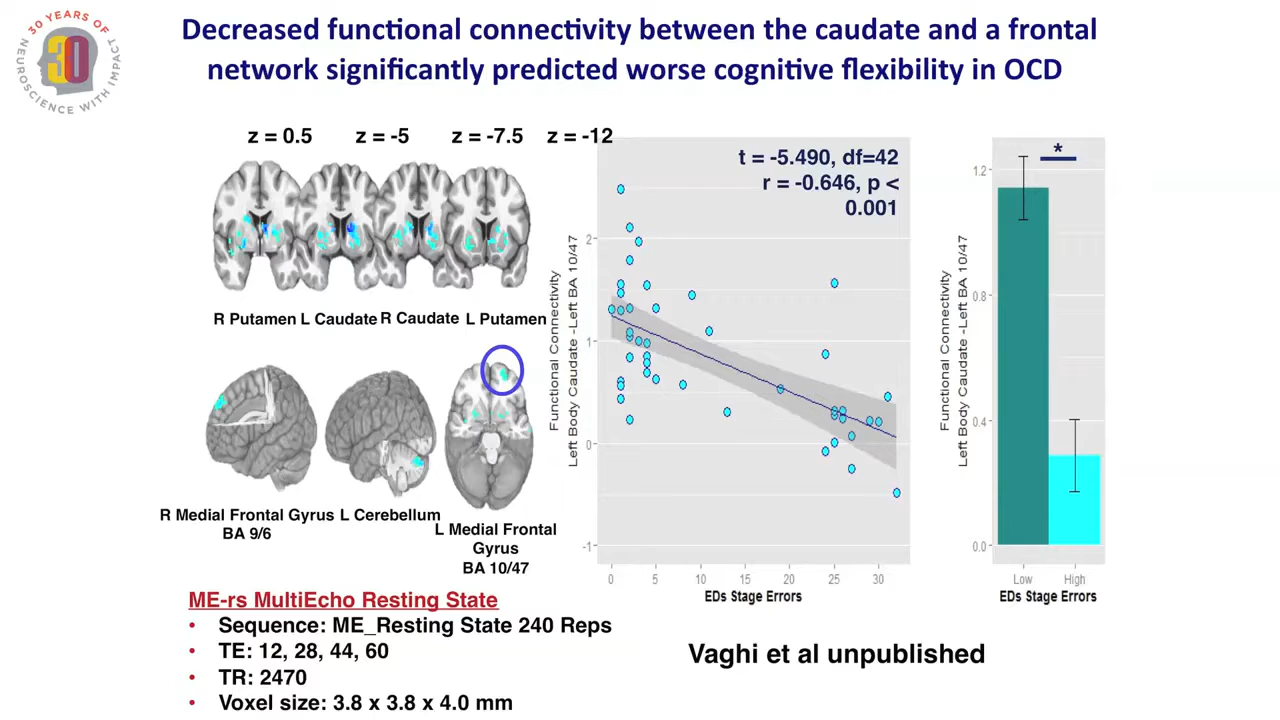 30 YEARS OF
30
NEUROSCIENCE WITH IMPACT
Decreased functional connectivity between the caudate and a frontal
network significantly predicted worse cognitive flexibility in OCD
z = 0.5 z = -5 z = -7.5 z = -12
R Putamen L Caudate R Caudate L Putamen
R Medial Frontal Gyrus
BA 9/6
L Cerebellum
L Medial Frontal
Gyrus
BA 10/47
t = -5.490, df=42
r = -0.646, p <
0.001
Functional Connectivity
Left Body Caudate -Left BA 10/47
2
1
0
-1
0 5 10 15 20 25 30
EDs Stage Errors
*
Functional Connectivity
Left Body Caudate -Left BA 10/47
1.2
0.8
0.4
0.0
Low High
EDs Stage Errors
ME-rs MultiEcho Resting State
• Sequence: ME_Resting State 240 Reps
• TE: 12, 28, 44, 60
• TR: 2470
• Voxel size: 3.8 x 3.8 x 4.0 mm
Vaghi et al unpublished